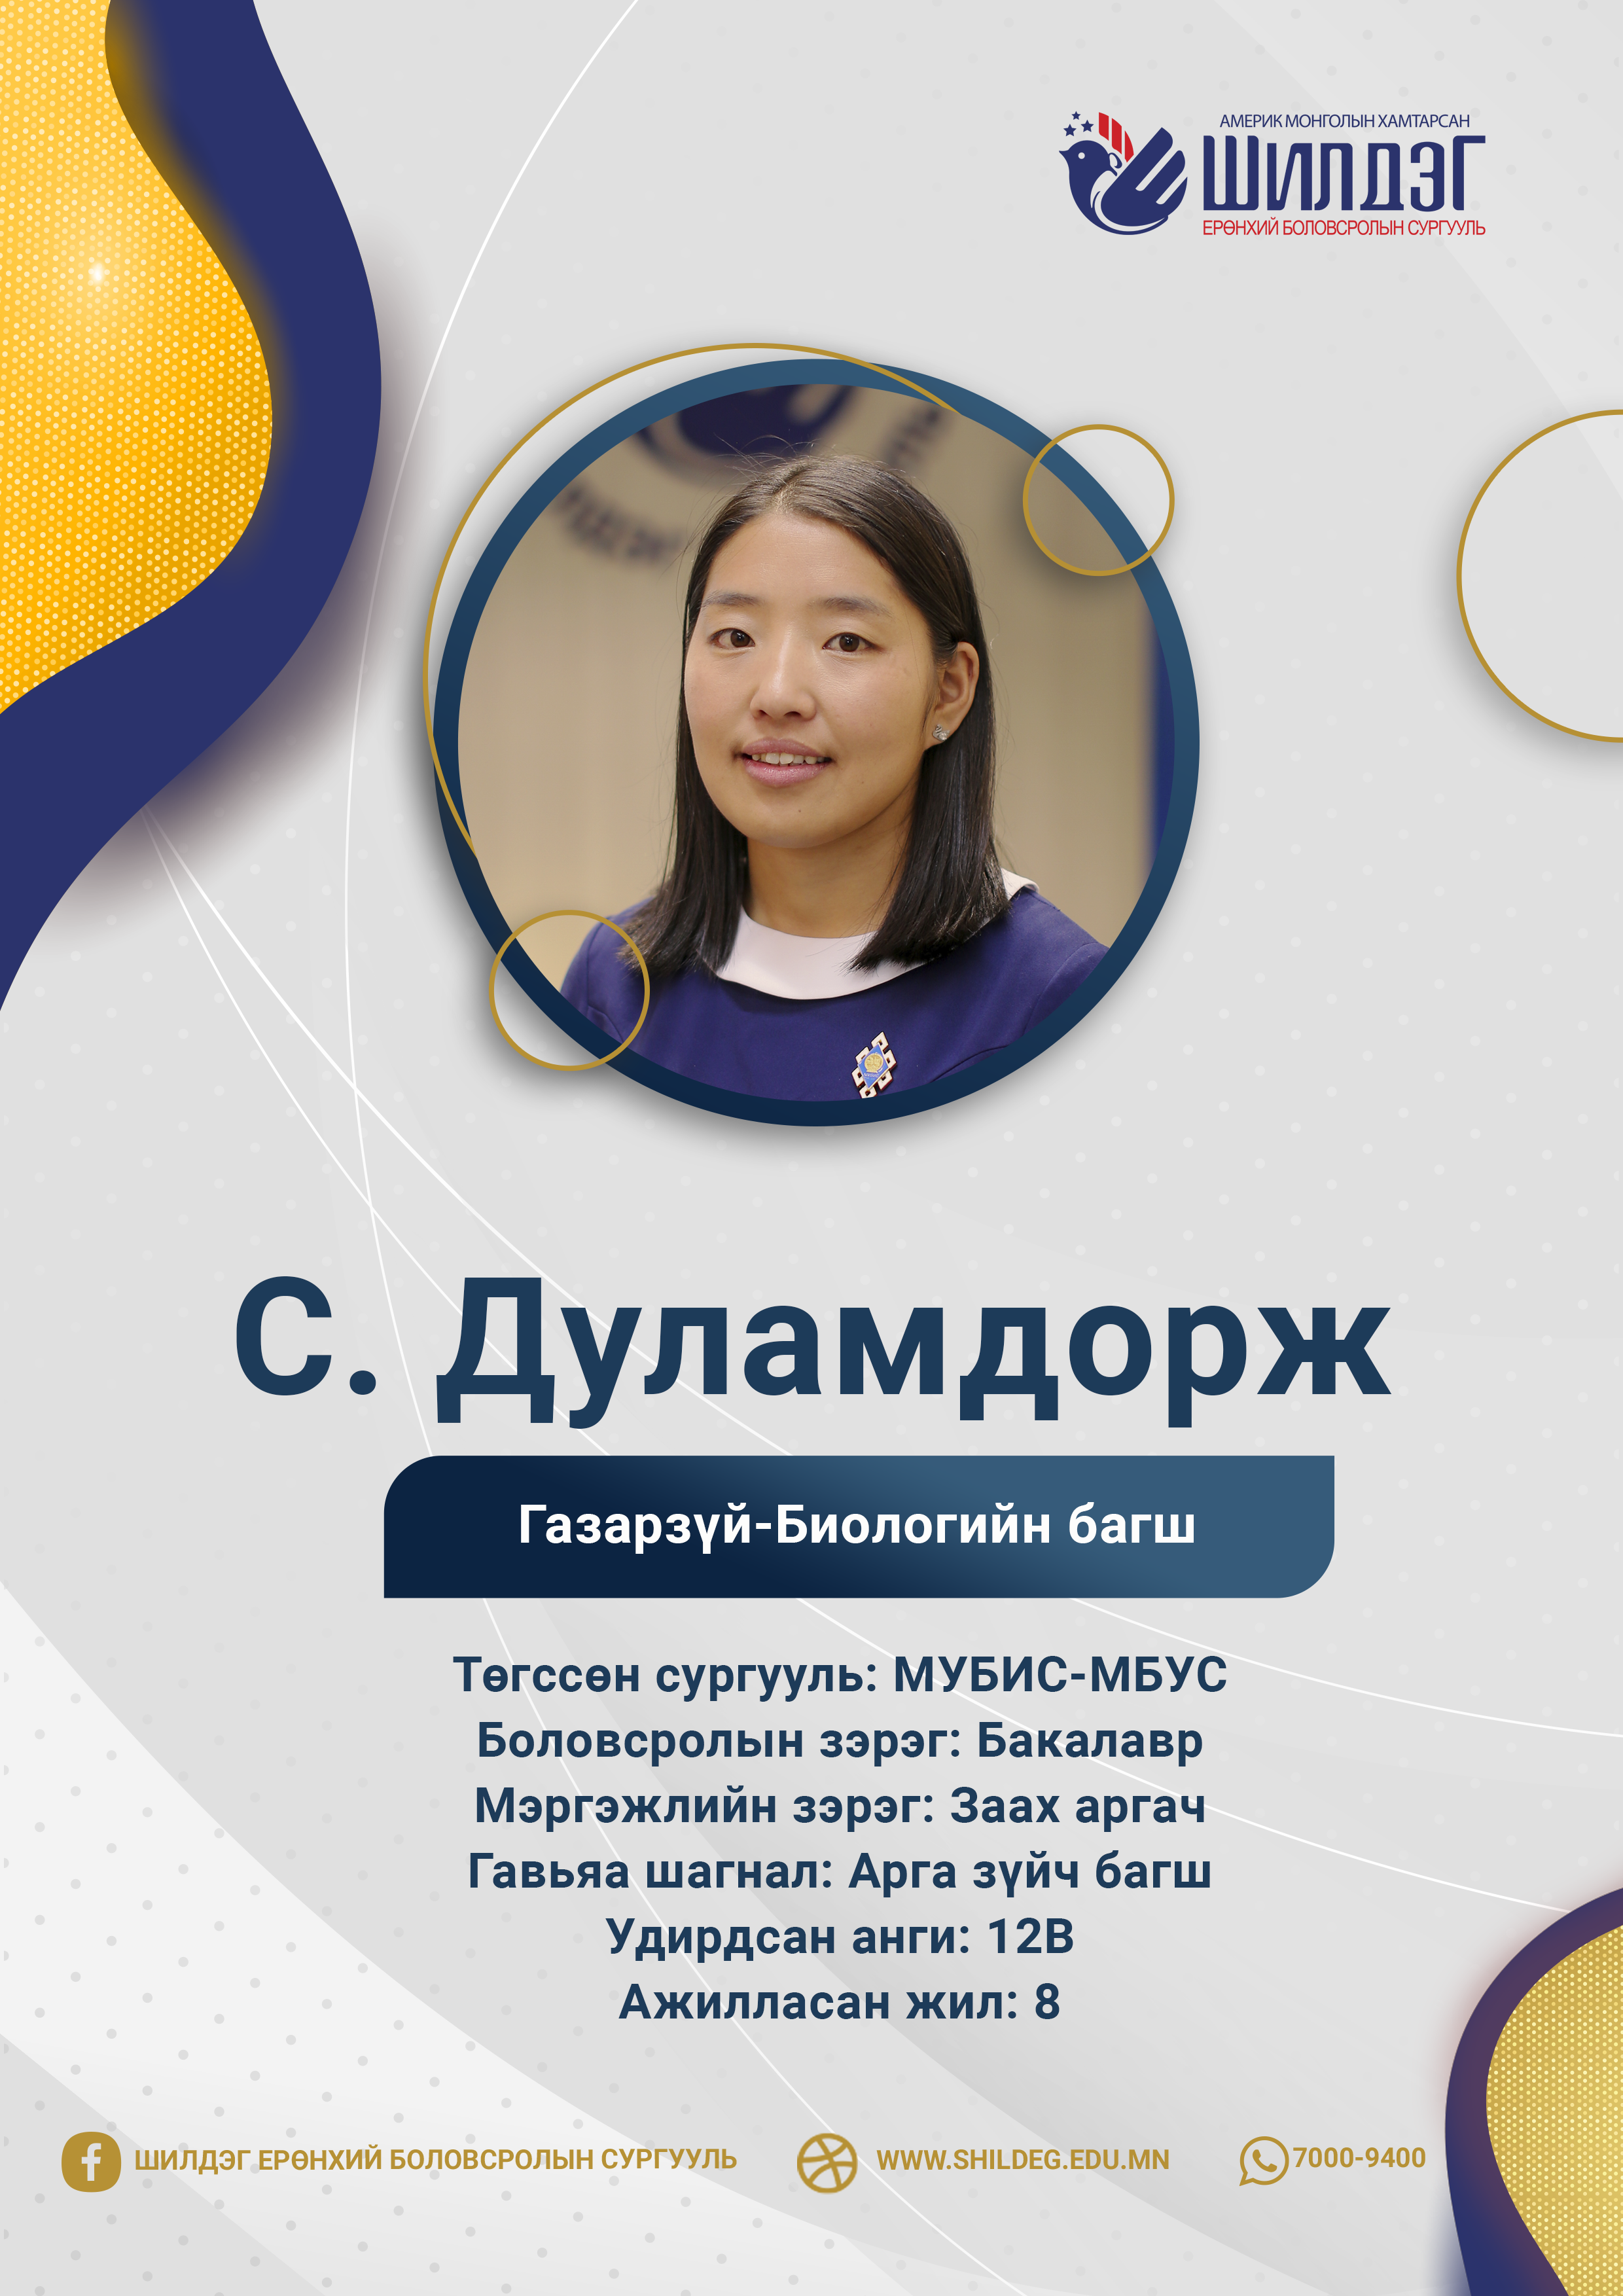 АМЕРИК МОНГОЛЫН ХАМТАРСАН
ШИЛДЭГ
ЕРӨНХИЙ БОЛОВСРОЛЫН СУРГУУЛЬ
С. Дуламдорж
Газарзүй-Биологийн багш
Төгссөн сургууль: МУБИС-МБУС
Боловсролын зэрэг: Бакалавр
Мэргэжлийн зэрэг: Заах аргач
Гавьяа шагнал: Арга зүйч багш
Удирдсан анги: 12В
Ажилласан жил: 8
ШИЛДЭГ ЕРӨНХИЙ БОЛОВСРОЛЫН СУРГУУЛЬ
WWW.SHILDEG.EDU.MN
7000-9400